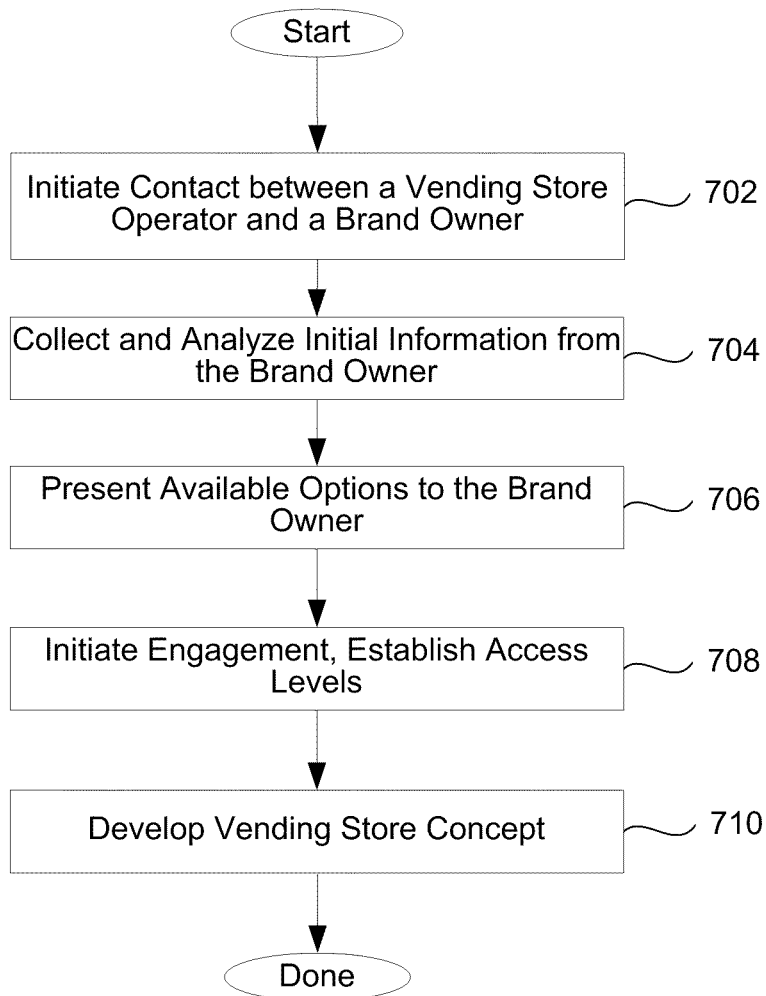 Start
Initiate Contact between a Vending Store
Operator and a Brand Owner
702
Collect and Analyze Initial Information from
the Brand Owner
704
Present Available Options to the Brand
Owner
706
Initiate Engagement, Establish Access
Levels
708
Develop Vending Store Concept
710
Done